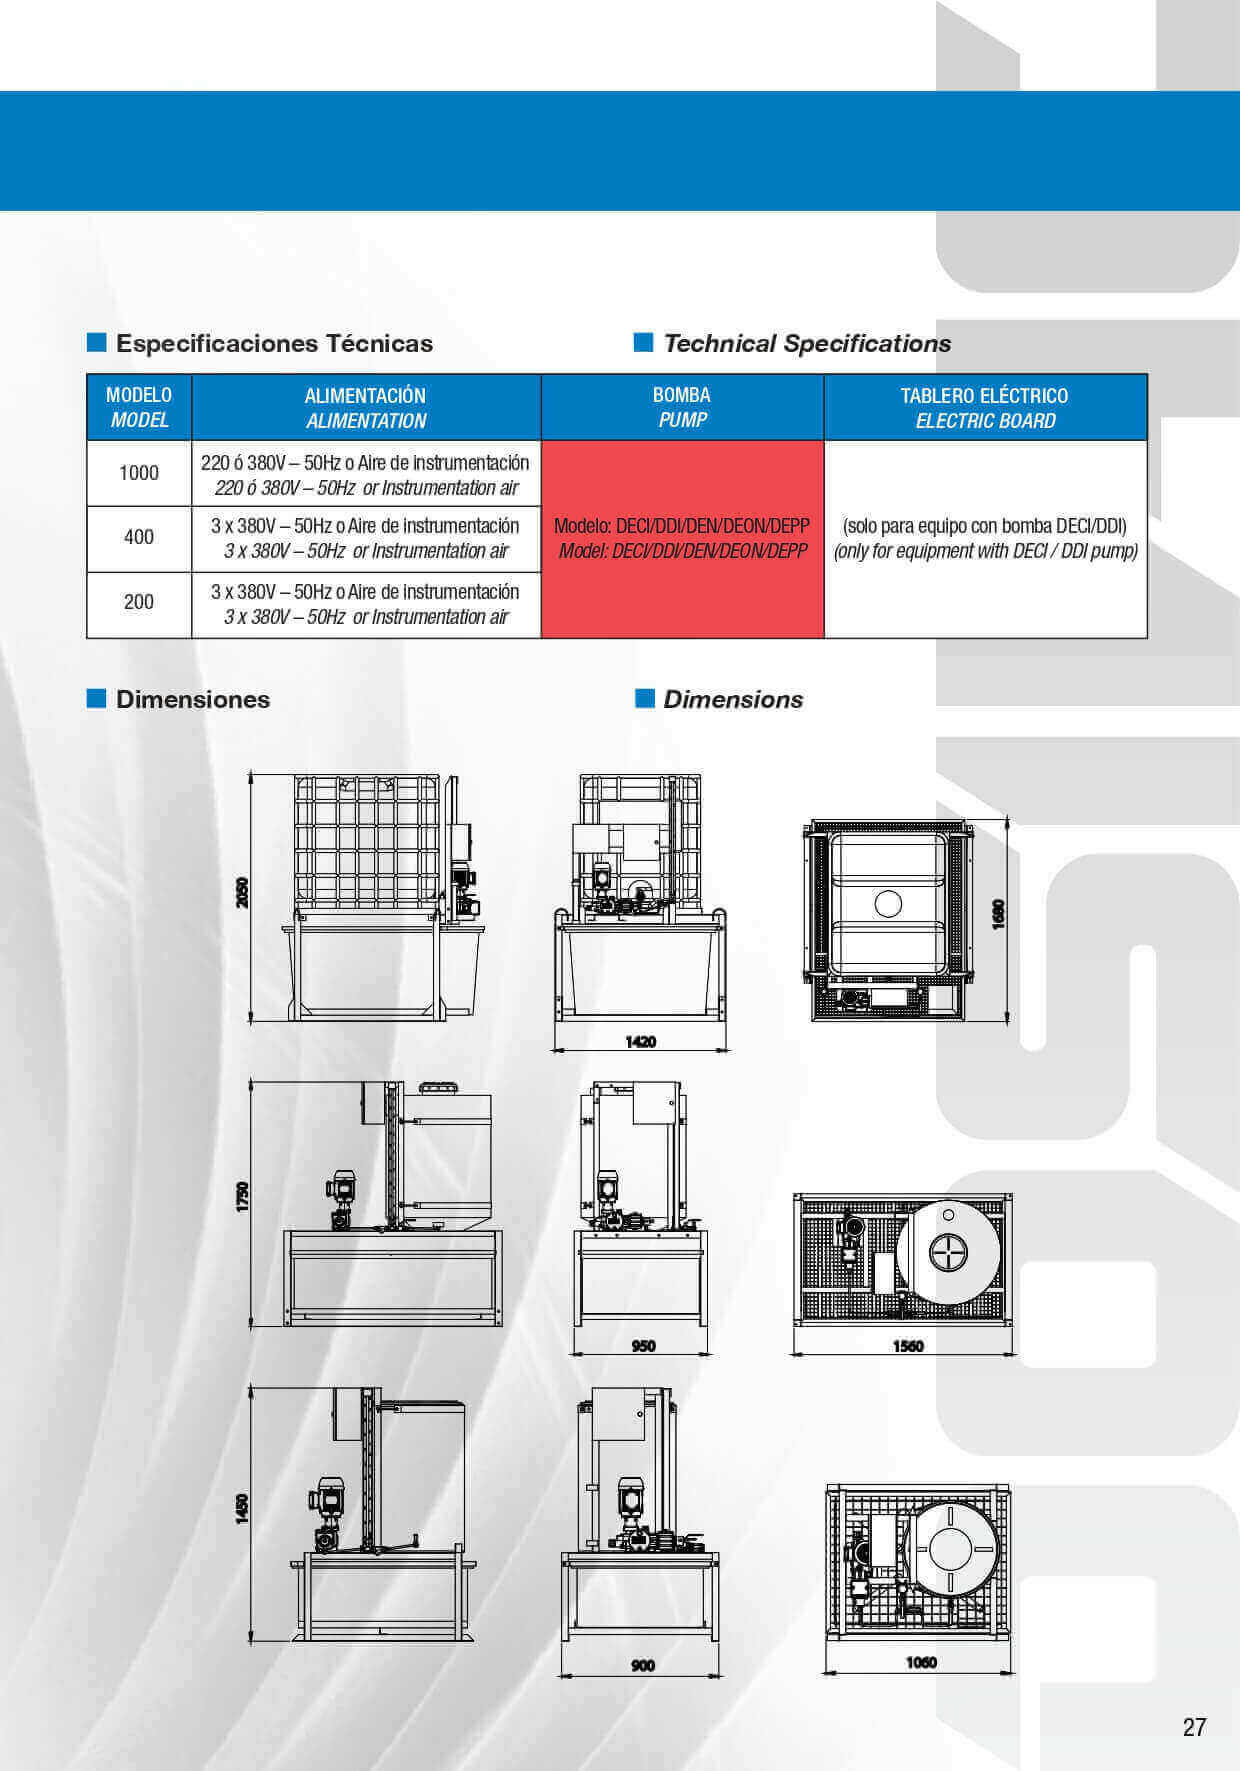 Especificaciones Técnicas
Technical Specifications
MODELO
MODEL
ALIMENTACIÓN
ALIMENTATION
BOMBA
PUMP
TABLERO ELÉCTRICO
ELECTRIC BOARD
1000
220 ó 380V – 50Hz o Aire de instrumentación
220 ó 380V – 50Hz or Instrumentation air
400
3 x 380V – 50Hz o Aire de instrumentación
3 x 380V – 50Hz or Instrumentation air
200
3 x 380V – 50Hz o Aire de instrumentación
3 x 380V – 50Hz or Instrumentation air
Modelo: DECI/DDI/DEN/DEON/DEPP
Model: DECI/DDI/DEN/DEON/DEPP
(solo para equipo con bomba DECI/DDI)
(only for equipment with DECI / DDI pump)
Dimensiones
Dimensions
2050
1420
1680
1750
950
1560
1450
900
1060
27